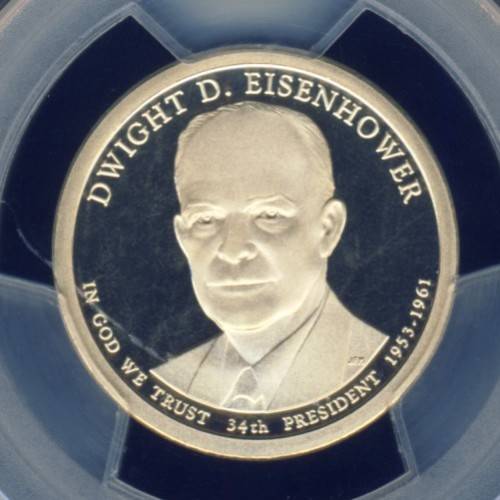 DWIGHT D. EISENHOWER
IN GOD WE TRUST 34th PRESIDENT 1953-1961